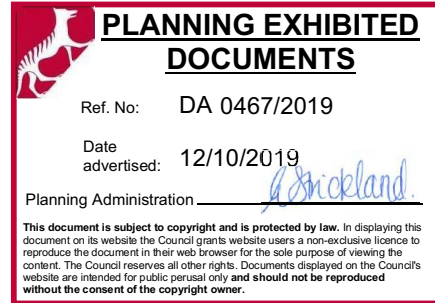 PLANNING EXHIBITED
DOCUMENTS
Ref. No: DA 0467/2019
Date
advertised: 12/10/2019
Planning Administration G Strickland.
This document is subject to copyright and is protected by law. In displaying this
document on its website the Council grants website users a non-exclusive licence to
reproduce the document in their web browser for the sole purpose of viewing the
content. The Council reserves all other rights. Documents displayed on the Council's
website are intended for public perusal only and should not be reproduced
without the consent of the copyright owner.